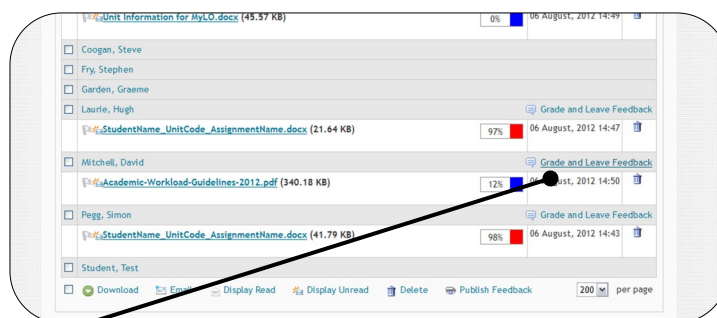 Unit Information for MyLO.docx (45.57 KB) 0% 06 August, 2012 14:49
Coogan, Steve
Fry, Stephen
Garden, Graeme
Laurie, Hugh Grade and Leave Feedback
StudentName_UnitCode_AssignmentName.docx (21.64 KB) 97% 06 August, 2012 14:47
Mitchell, David Grade and Leave Feedback
Academic-Workload-Guidelines-2012.pdf (340.18 KB) 12% 06 August, 2012 14:50
Pegg, Simon Grade and Leave Feedback
StudentName_UnitCode_AssignmentName.docx (41.79 KB) 98% 06 August, 2012 14:43
Student, Test
Download Email Display Read Display Unread Delete Publish Feedback 200 per page